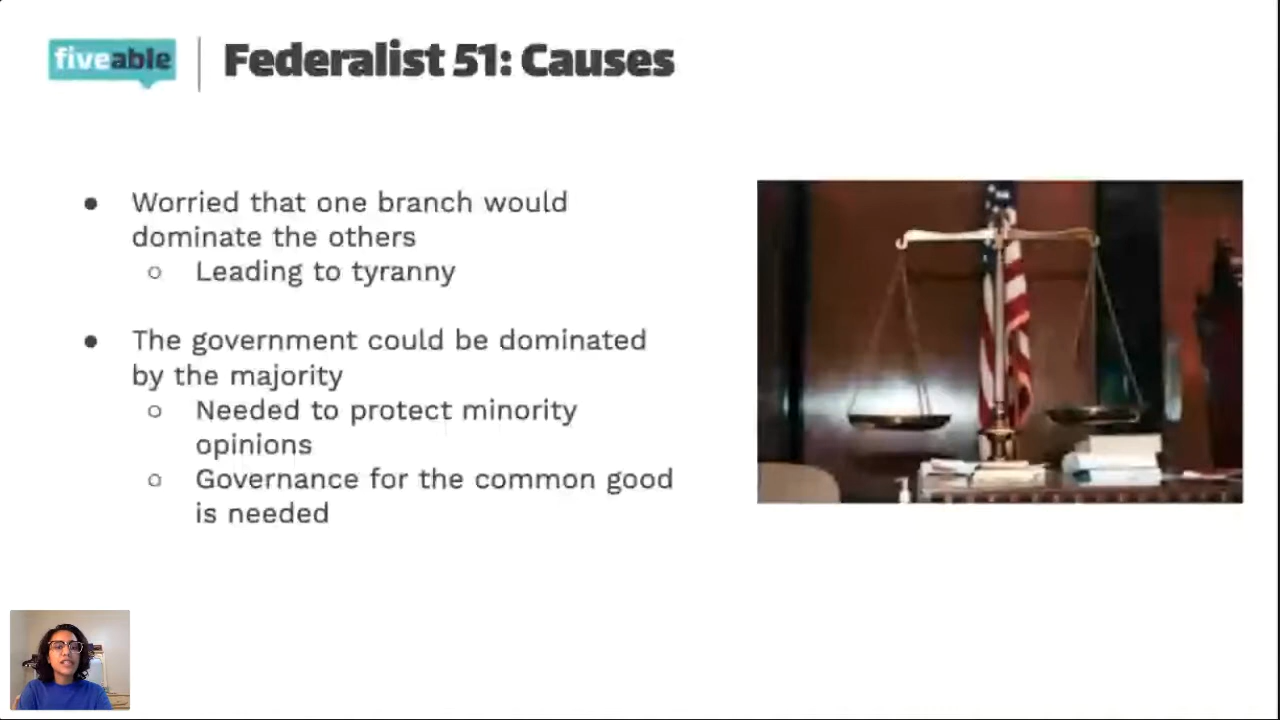 fiveable
Federalist 51: Causes
● Worried that one branch would
dominate the others
○ Leading to tyranny
● The government could be dominated
by the majority
○ Needed to protect minority
opinions
○ Governance for the common good
is needed